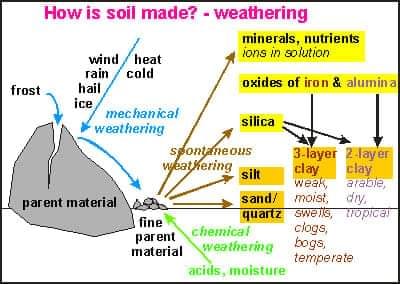 How is soil made? - weathering
minerals, nutrients
ions in solution
wind heat
rain cold
hail
ice
frost
oxides of iron & alumina
mechanical
weathering
silica
spontaneous
weathering
3-layer
clay
2-layer
clay
silt
weak,
moist,
swells,
clogs,
bogs,
temperate
arable,
dry,
tropical
parent material
sand/
quartz
fine
parent
material
chemical
weathering
acids, moisture